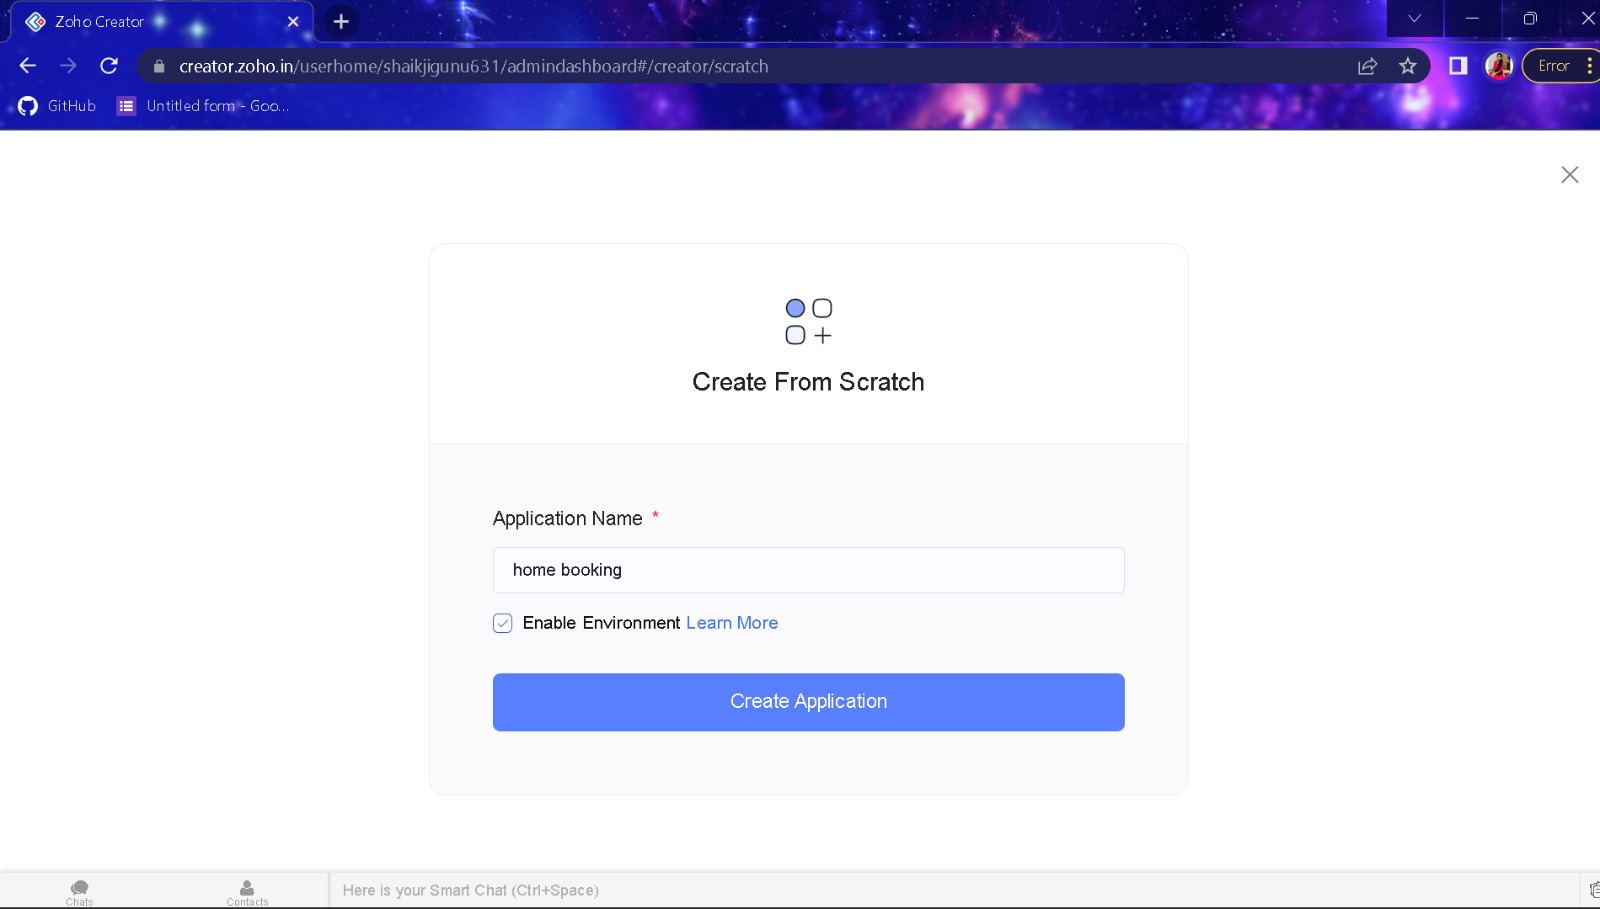 Zoho Creator
creator.zoho.in/userhome/shaikjigunu631/admindashboard#/creator/scratch
Error
GitHub
Untitled form - Goo...
Create From Scratch
Application Name *
home booking
Enable Environment Learn More
Create Application
Chats
Contacts
Here is your Smart Chat (Ctrl+Space)